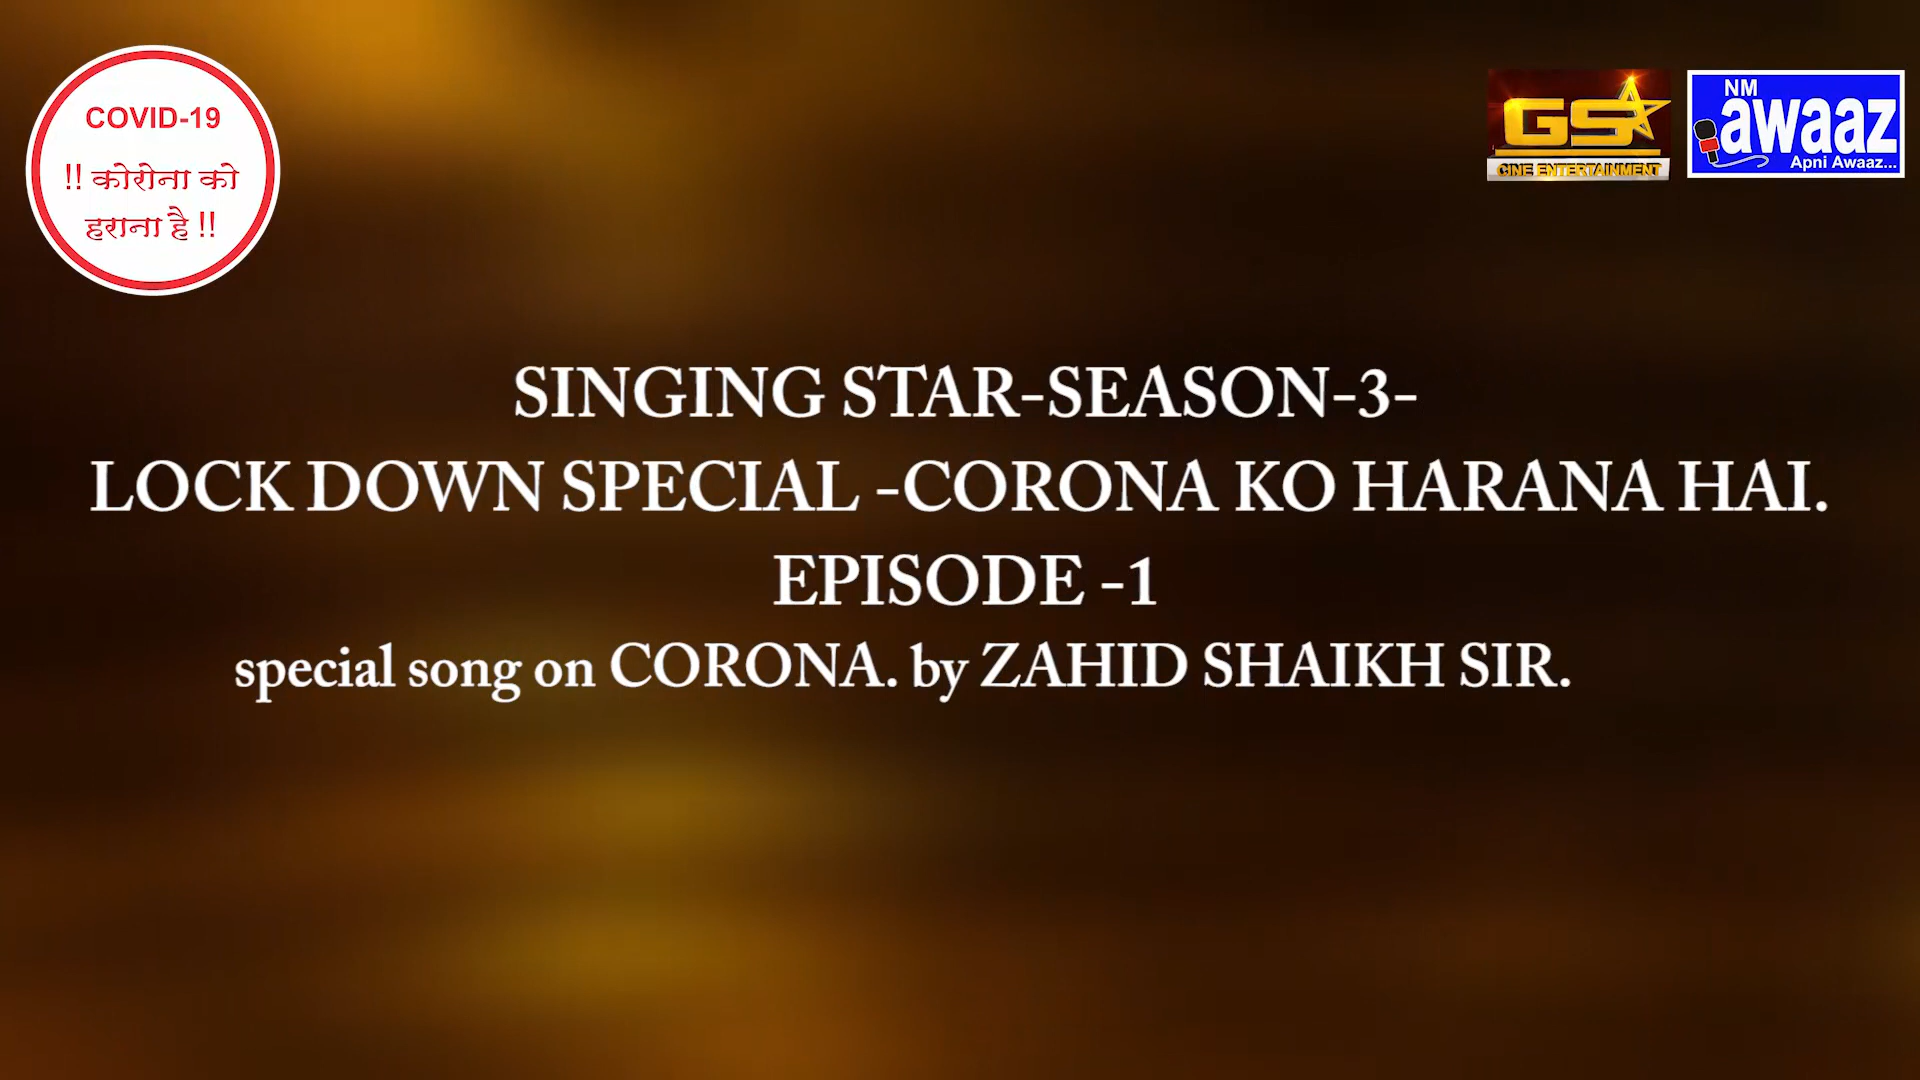 COVID-19
!! कोरोना को
हराना है !!
GS
CINE ENTERTAINMENT
NM
awaaz
Apni Awaaz...
SINGING STAR-SEASON-3-
LOCK DOWN SPECIAL -CORONA KO HARANA HAI.
EPISODE -1
special song on CORONA. by ZAHID SHAIKH SIR.